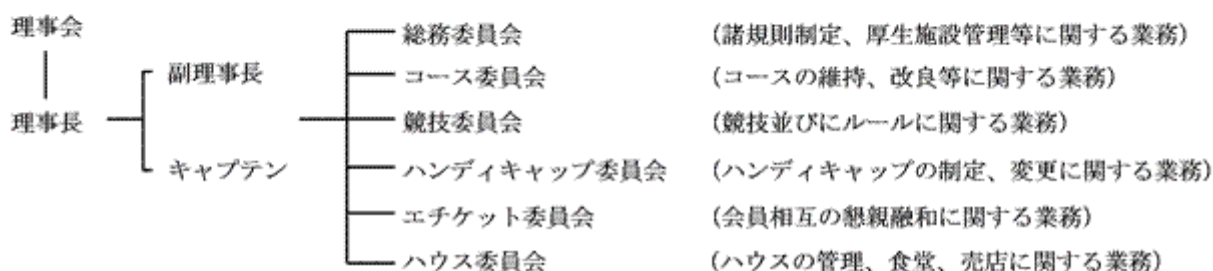 理事会
理事長
副理事長
キャプテン
総務委員会 (諸規則制定、厚生施設管理等に関する業務)
コース委員会 (コースの維持、改良等に関する業務)
競技委員会 (競技並びにルールに関する業務)
ハンディキャップ委員会 (ハンディキャップの制定、変更に関する業務)
エチケット委員会 (会員相互の懇親融和に関する業務)
ハウス委員会 (ハウスの管理、食堂、売店に関する業務)